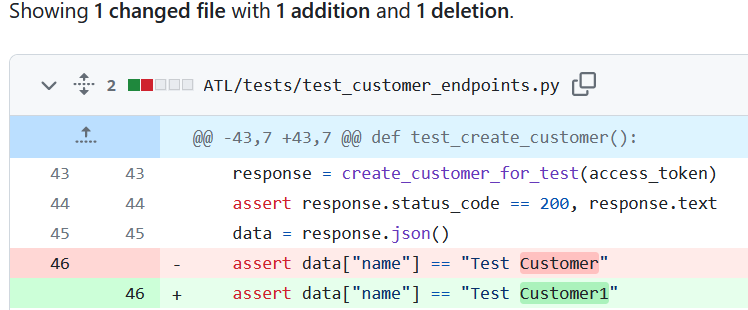 Showing 1 changed file with 1 addition and 1 deletion.
2 ATL/tests/test_customer_endpoints.py
@@ -43,7 +43,7 @@ def test_create_customer():
43 43 response = create_customer_for_test(access_token)
44 44 assert response.status_code == 200, response.text
45 45 data = response.json()
46 - assert data["name"] == "Test Customer"
46 + assert data["name"] == "Test Customer1"